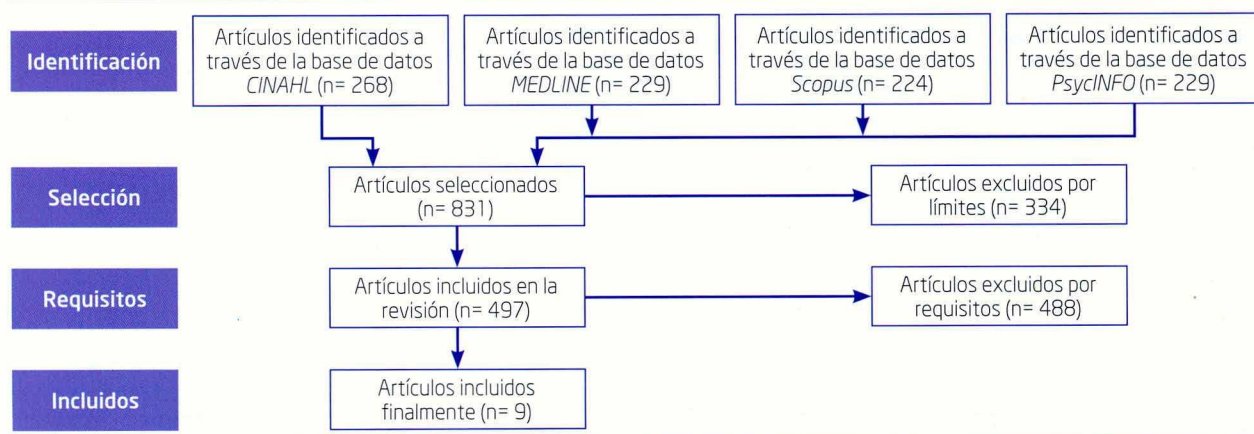 Identificación
Artículos identificados a
través de la base de datos
CINAHL (n= 268)
Artículos identificados a
través de la base de datos
MEDLINE (n= 229)
Artículos identificados a
través de la base de datos
Scopus (n= 224)
Artículos identificados a
través de la base de datos
PsycINFO (n= 229)
Selección
Artículos seleccionados
(n= 831)
Artículos excluidos por
límites (n= 334)
Requisitos
Artículos incluidos en la
revisión (n= 497)
Artículos excluidos por
requisitos (n= 488)
Incluidos
Artículos incluidos
finalmente (n= 9)